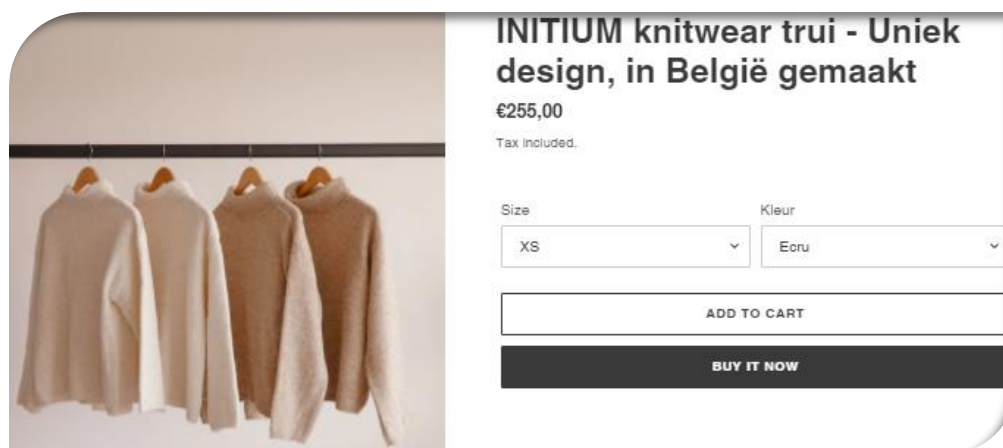 INITIUM knitwear trui - Uniek
design, in België gemaakt
€255,00
Tax included.
Size Kleur
XS Ecru
ADD TO CART
BUY IT NOW